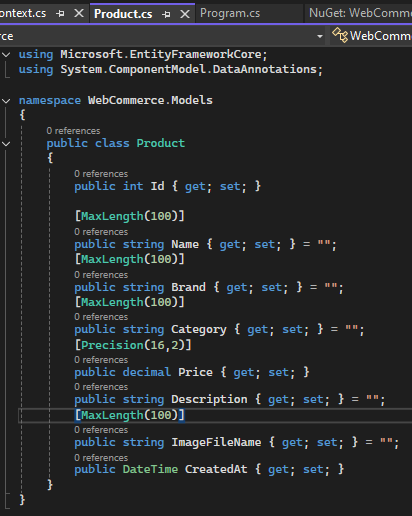 ontext.cs Product.cs Program.cs NuGet: WebComm
rce WebCommer
using Microsoft.EntityFrameworkCore;
using System.ComponentModel.DataAnnotations;
namespace WebCommerce.Models
{
0 references
public class Product
{
0 references
public int Id { get; set; }
[MaxLength(100)]
0 references
public string Name { get; set; } = "";
[MaxLength(100)]
0 references
public string Brand { get; set; } = "";
[MaxLength(100)]
0 references
public string Category { get; set; } = "";
[Precision(16,2)]
0 references
public decimal Price { get; set; }
0 references
public string Description { get; set; } = "";
[MaxLength(100)]
0 references
public string ImageFileName { get; set; } = "";
0 references
public DateTime CreatedAt { get; set; }
}
}